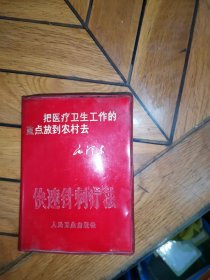 把医疗卫生工作的
重点放到农村去
毛泽东
快速针刺疗法
人民卫生出版社